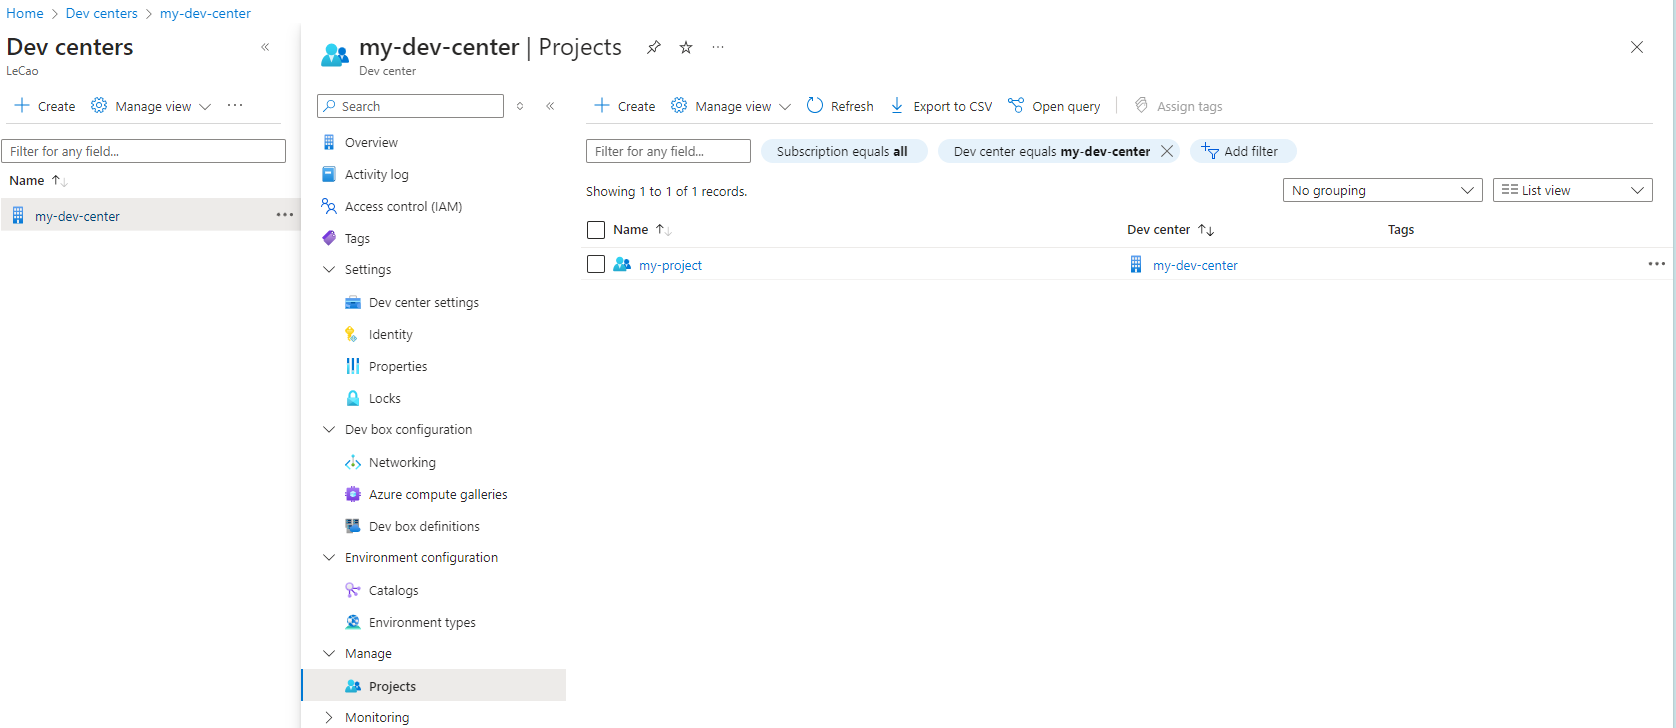 Home > Dev centers > my-dev-center
Dev centers
LeCao
Create Manage view
Filter for any field...
Name
my-dev-center
my-dev-center | Projects
Dev center
Search
Overview
Activity log
Access control (IAM)
Tags
Settings
Dev center settings
Identity
Properties
Locks
Dev box configuration
Networking
Azure compute galleries
Dev box definitions
Environment configuration
Catalogs
Environment types
Manage
Projects
Monitoring
Create Manage view Refresh Export to CSV Open query Assign tags
Filter for any field... Subscription equals all Dev center equals my-dev-center Add filter
Showing 1 to 1 of 1 records. No grouping List view
Name Dev center Tags
my-project my-dev-center